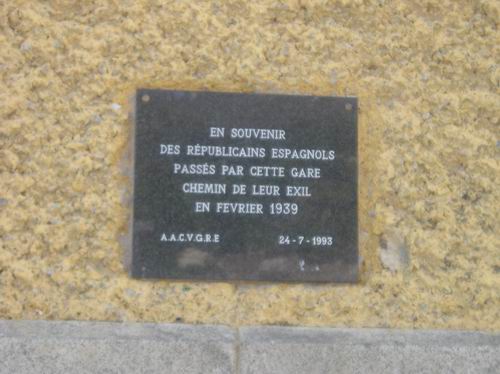 EN SOUVENIR
DES RÉPUBLICAINS ESPAGNOLS
PASSÉS PAR CETTE GARE
CHEMIN DE LEUR EXIL
EN FEVRIER 1939
A.A.C.V.G.R.E 24-7-1993